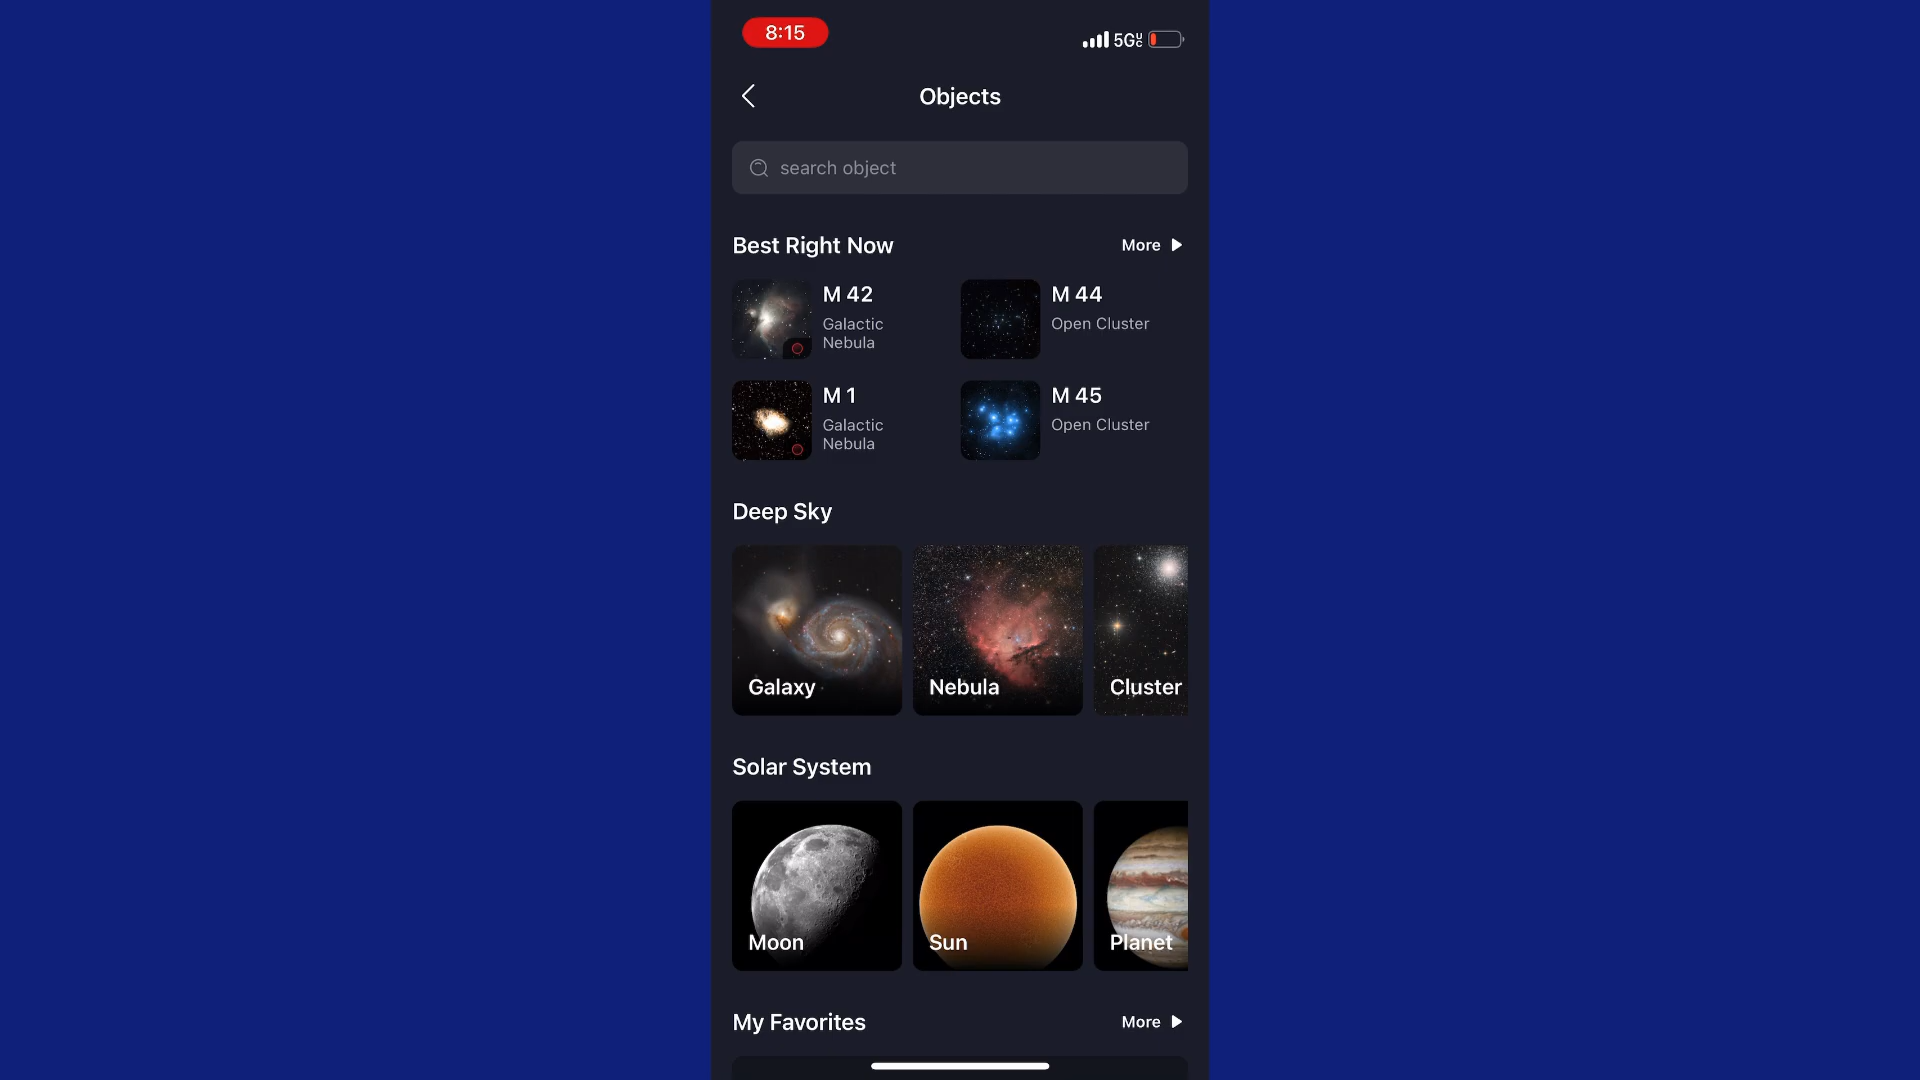 8:15
5GUC
Objects
search object
Best Right Now
More
M 42
Galactic
Nebula
M 44
Open Cluster
M 1
Galactic
Nebula
M 45
Open Cluster
Deep Sky
Galaxy
Nebula
Cluster
Solar System
Moon
Sun
Planet
My Favorites
More